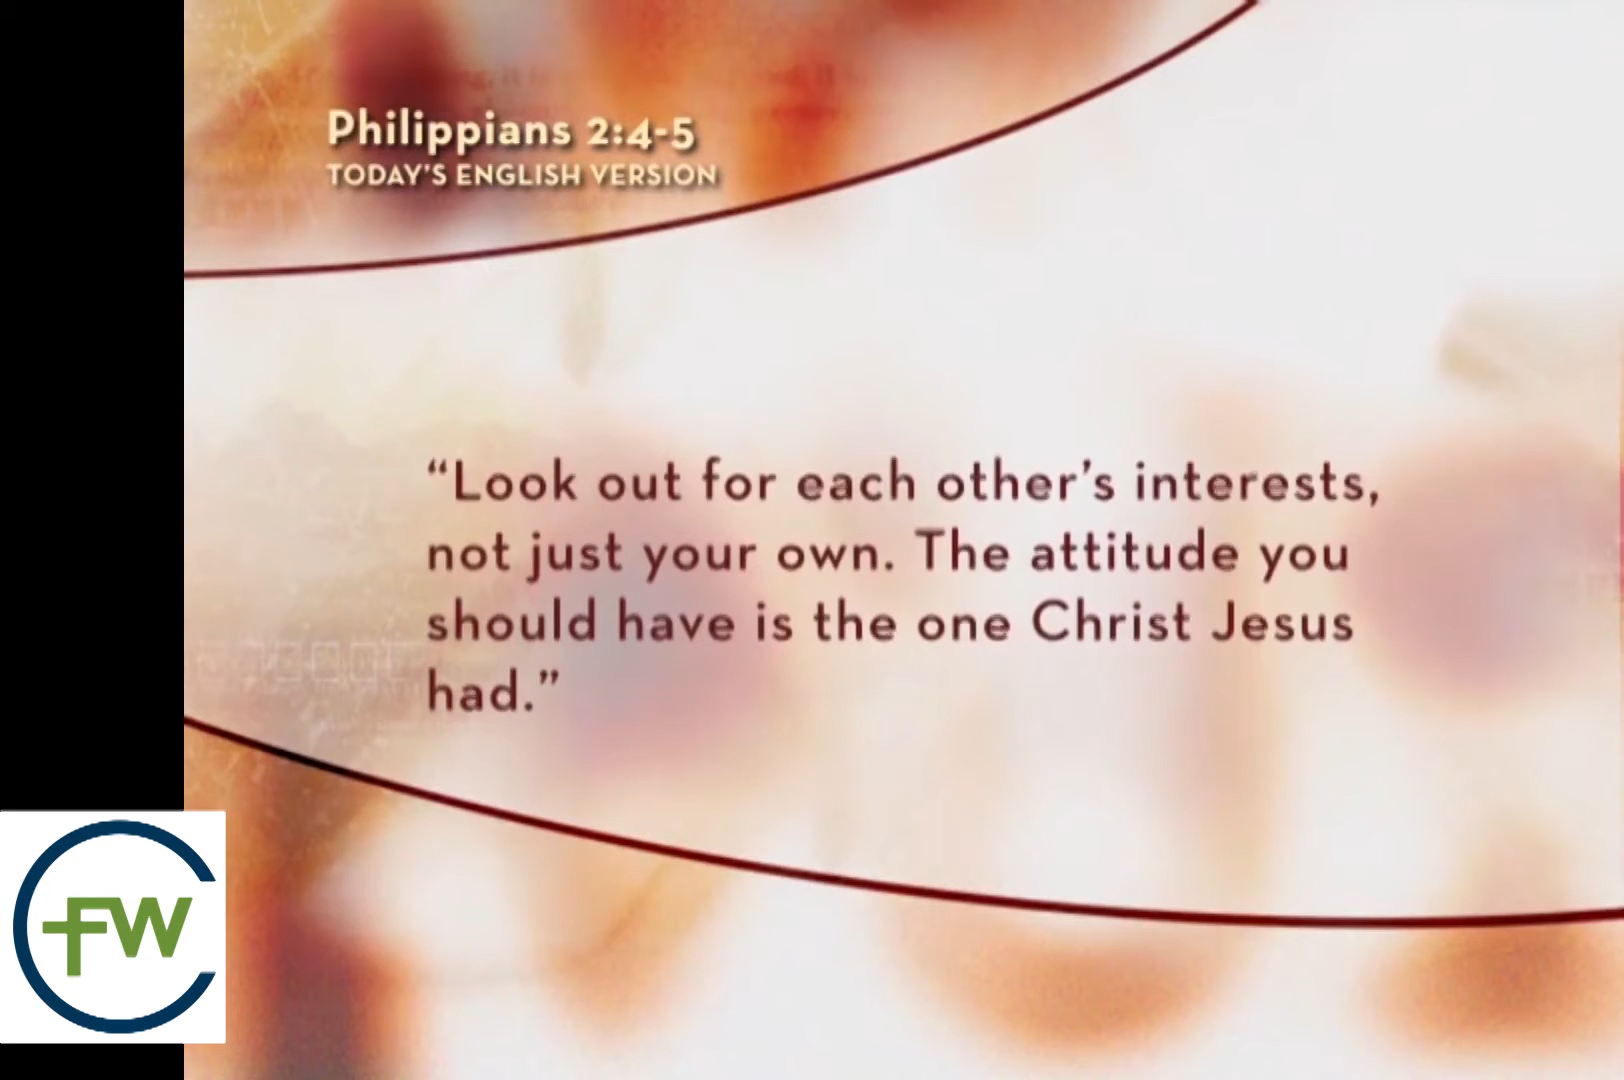 Philippians 2:4-5
TODAY'S ENGLISH VERSION
“Look out for each other’s interests,
not just your own. The attitude you
should have is the one Christ Jesus
had.”
FW